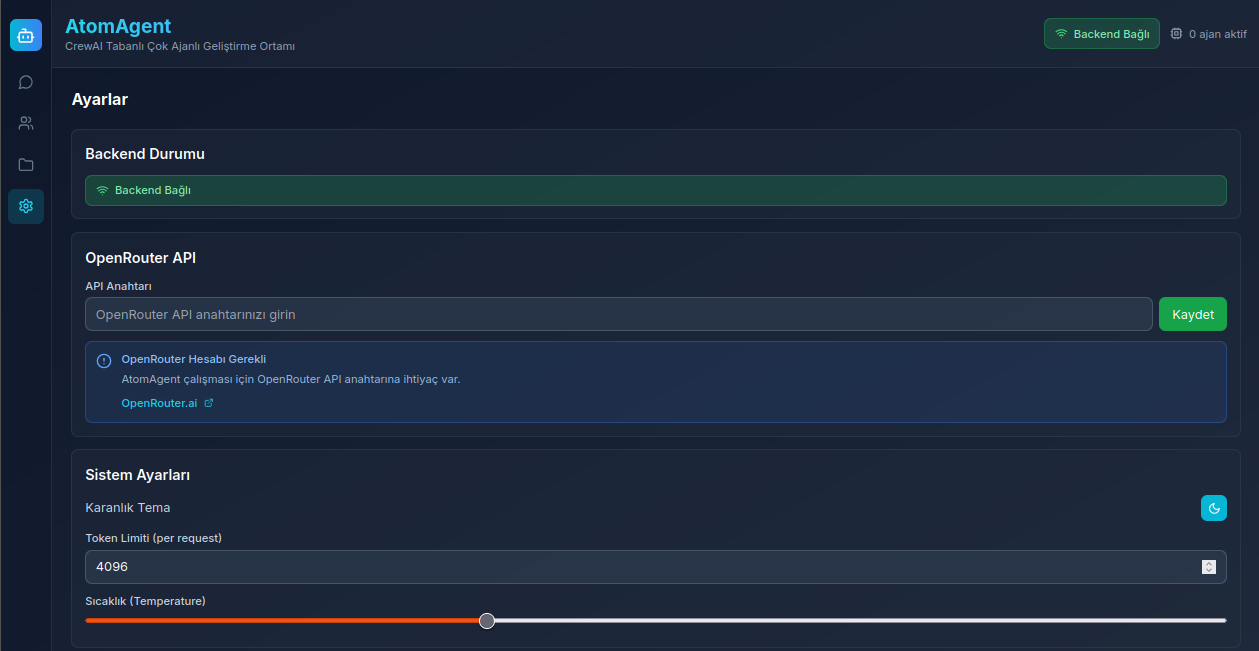 AtomAgent
CrewAI Tabanlı Çok Ajanlı Geliştirme Ortamı
Backend Bağlı
0 ajan aktif
Ayarlar
Backend Durumu
Backend Bağlı
OpenRouter API
API Anahtarı
OpenRouter API anahtarınızı girin
Kaydet
OpenRouter Hesabı Gerekli
AtomAgent çalışması için OpenRouter API anahtarına ihtiyaç var.
OpenRouter.ai
Sistem Ayarları
Karanlık Tema
Token Limiti (per request)
4096
Sıcaklık (Temperature)